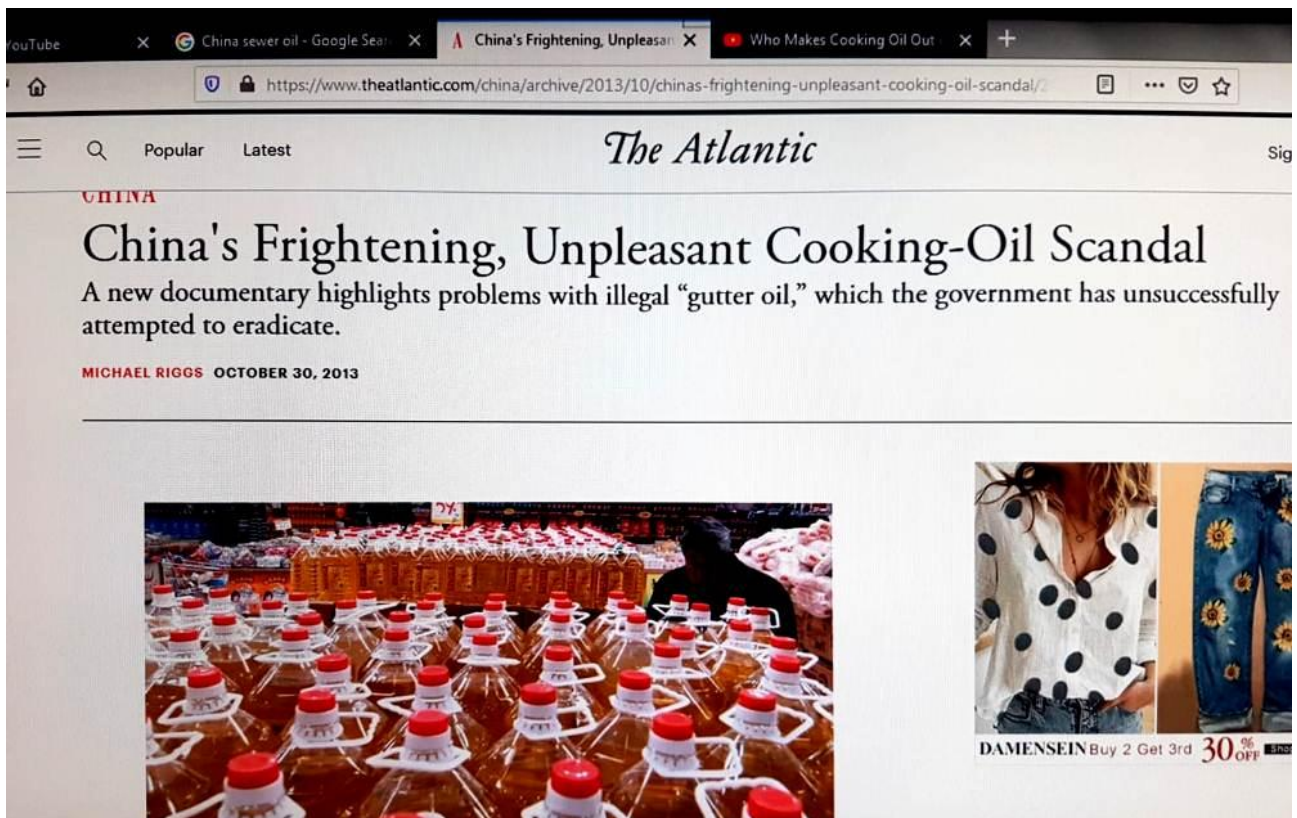 YouTube
China sewer oil - Google Sear
China's Frightening, Unpleasan
Who Makes Cooking Oil Out
https://www.theatlantic.com/china/archive/2013/10/chinas-frightening-unpleasant-cooking-oil-scandal/2
Popular Latest
The Atlantic
Sig
CHINA
China's Frightening, Unpleasant Cooking-Oil Scandal
A new documentary highlights problems with illegal “gutter oil,” which the government has unsuccessfully
attempted to eradicate.
MICHAEL RIGGS OCTOBER 30, 2013
DAMENSEIN Buy 2 Get 3rd 30% OFF Shop